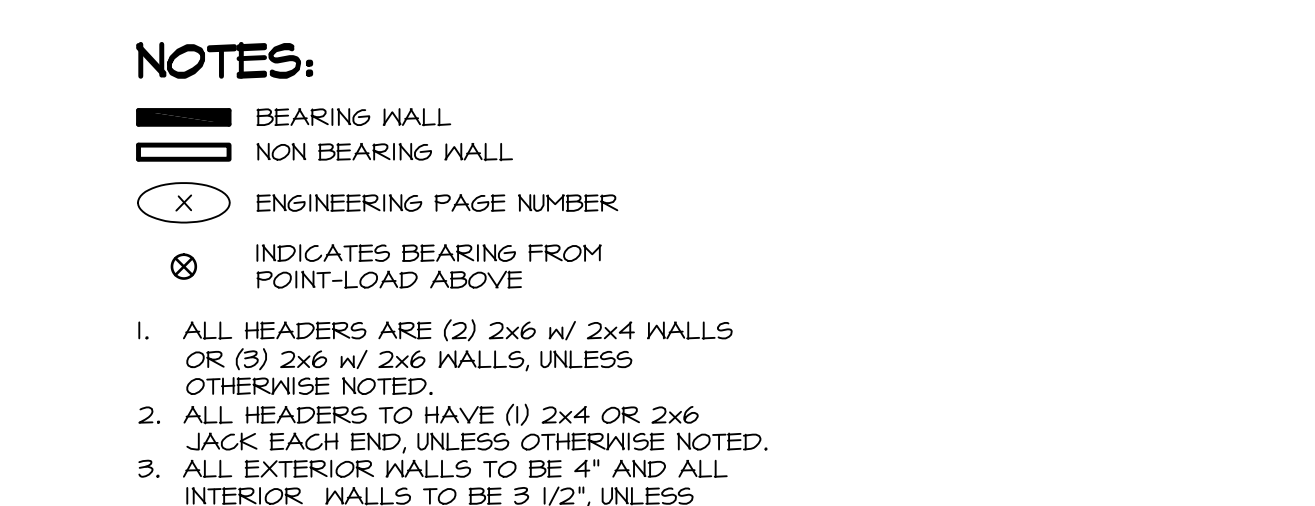 NOTES:
BEARING WALL
NON BEARING WALL
X ENGINEERING PAGE NUMBER
INDICATES BEARING FROM
POINT-LOAD ABOVE
1. ALL HEADERS ARE (2) 2x6 w/ 2x4 WALLS
OR (3) 2x6 w/ 2x6 WALLS, UNLESS
OTHERWISE NOTED.
2. ALL HEADERS TO HAVE (1) 2x4 OR 2x6
JACK EACH END, UNLESS OTHERWISE NOTED.
3. ALL EXTERIOR WALLS TO BE 4" AND ALL
INTERIOR WALLS TO BE 3 1/2", UNLESS